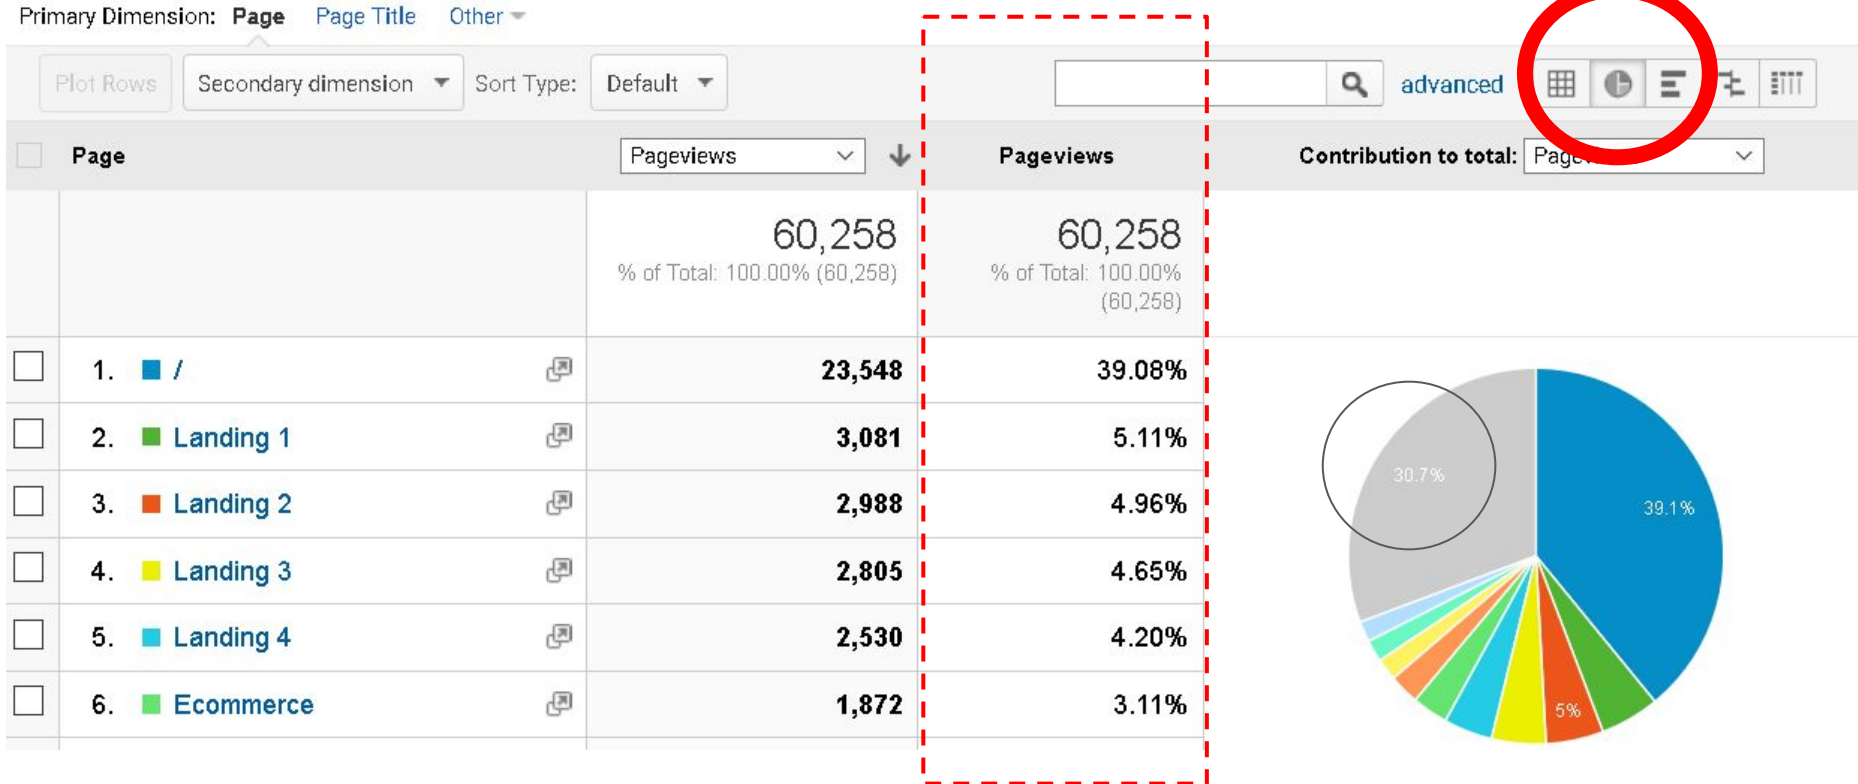 Primary Dimension: Page Page Title Other
Plot Rows Secondary dimension Sort Type: Default advanced
Page Pageviews Pageviews Contribution to total:
60,258 60,258
% of Total: 100.00% (60,258) % of Total: 100.00%
(60,258)
1. / 23,548 39.08%
2. Landing 1 3,081 5.11%
3. Landing 2 2,988 4.96%
4. Landing 3 2,805 4.65%
5. Landing 4 2,530 4.20%
6. Ecommerce 1,872 3.11%
30.7%
39.1%
5%